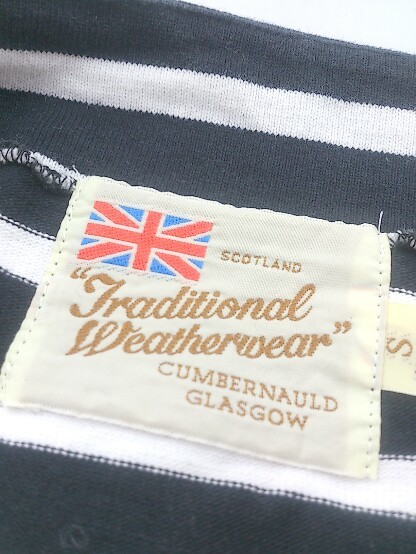 SCOTLAND
"Traditional
Weatherwear"
CUMBERNAULD
GLASGOW
S